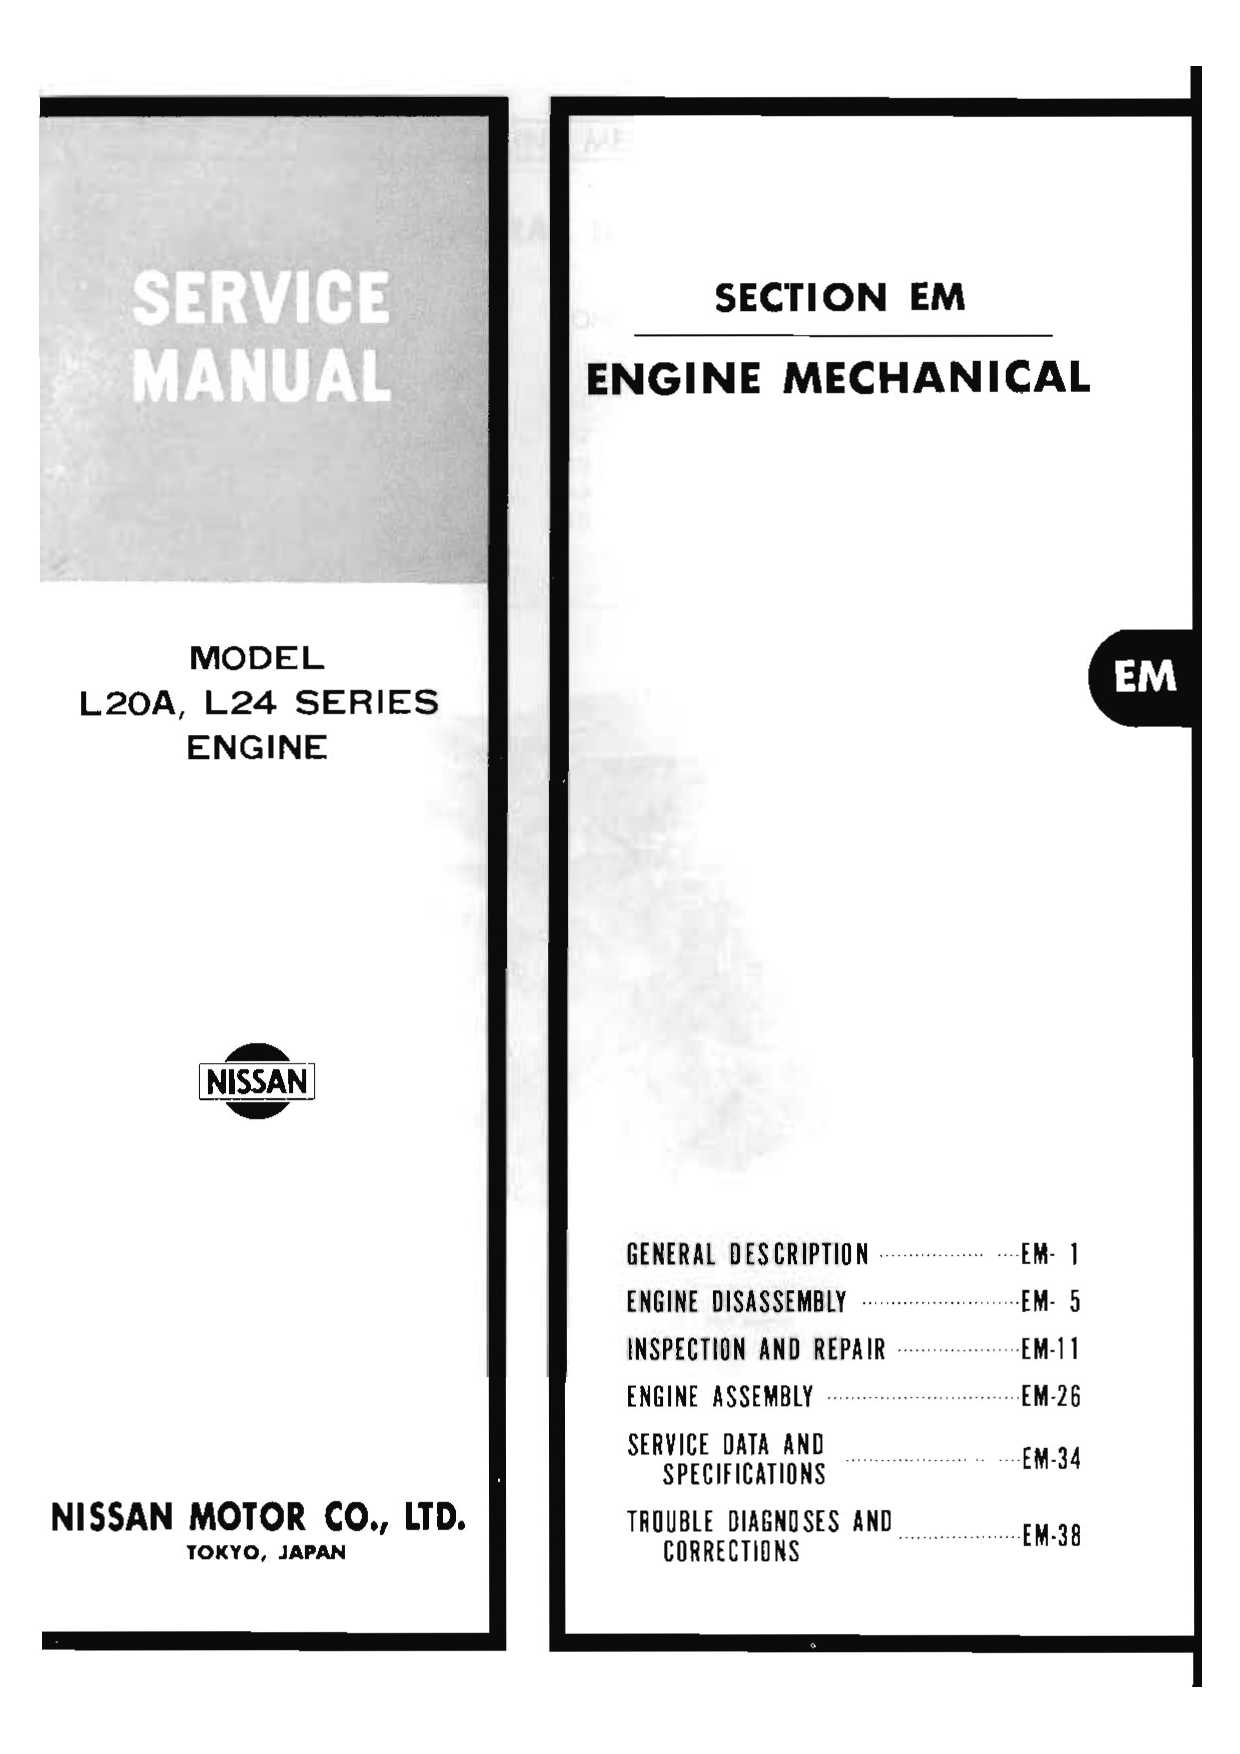 SERVICE
MANUAL
MODEL
L20A, L24 SERIES
ENGINE
NISSAN
NISSAN MOTOR CO., LTD.
TOKYO, JAPAN
SECTION EM
ENGINE MECHANICAL
EM
GENERAL DESCRIPTION ·················· ····EM- 1
ENGINE DISASSEMBLY ··························EM- 5
INSPECTION AND REPAIR ·····················EM-11
ENGINE ASSEMBLY ································EM-26
SERVICE DATA AND
SPECIFICATIONS ···················· ·· ····EM-34
TROUBLE DIAGNOSES AND
CORRECTIONS ·····················EM-38